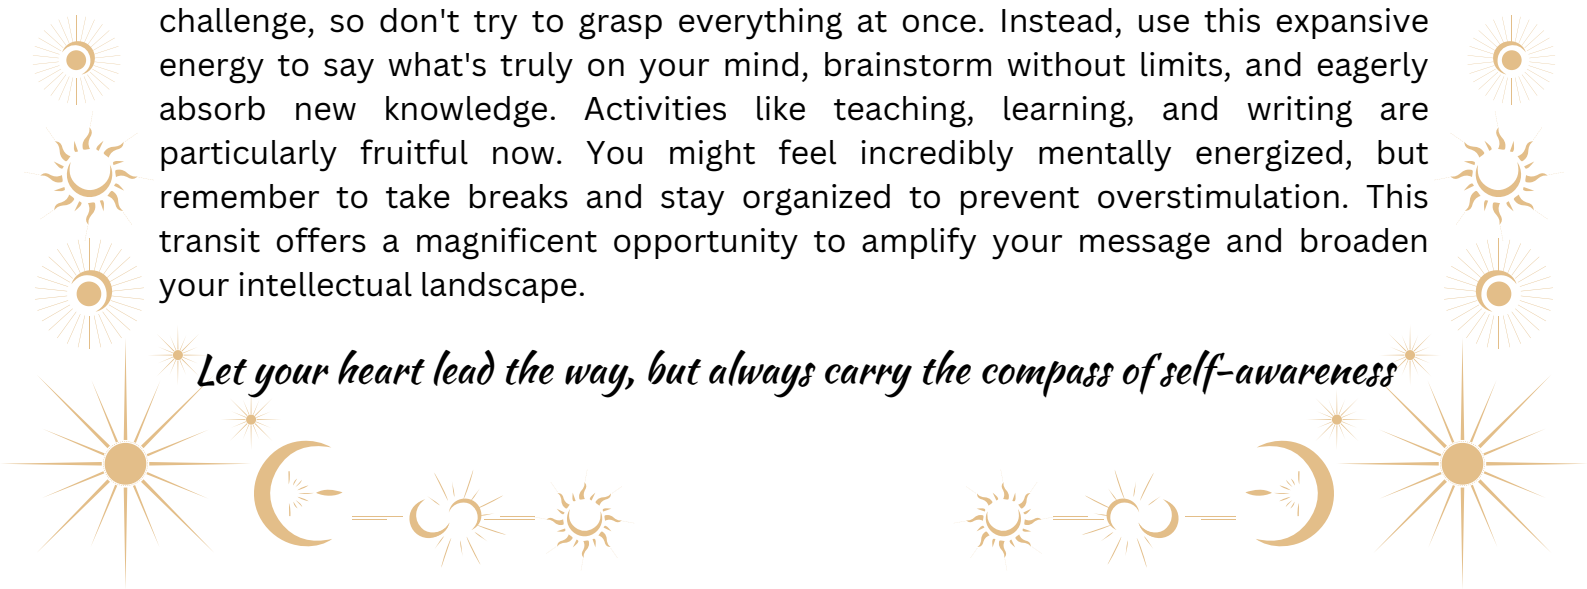 challenge, so don't try to grasp everything at once. Instead, use this expansive
energy to say what's truly on your mind, brainstorm without limits, and eagerly
absorb new knowledge. Activities like teaching, learning, and writing are
particularly fruitful now. You might feel incredibly mentally energized, but
remember to take breaks and stay organized to prevent overstimulation. This
transit offers a magnificent opportunity to amplify your message and broaden
your intellectual landscape.
Let your heart lead the way, but always carry the compass of self-awareness